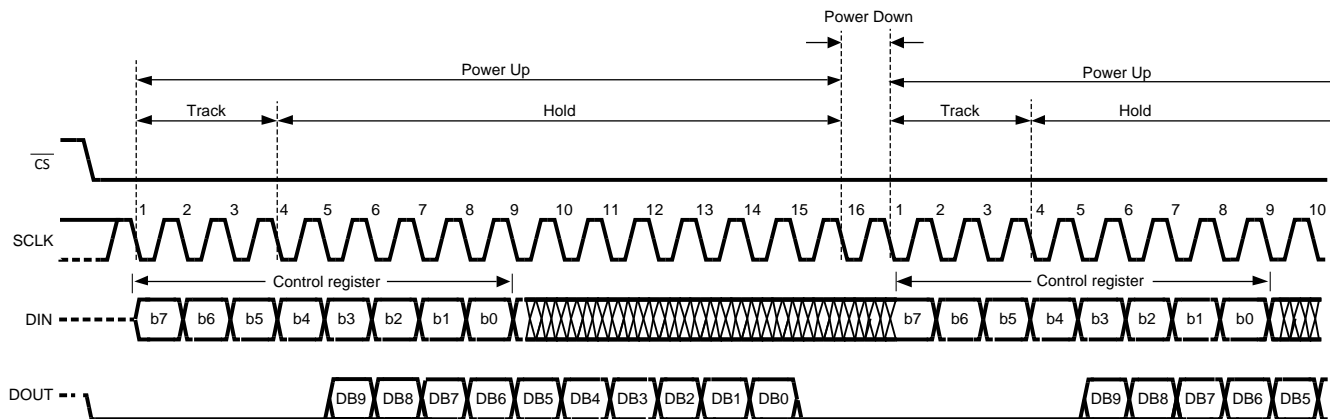 Power Down
Power Up
Power Up
Track
Hold
Track
Hold
CS
1 2 3 4 5 6 7 8 9 10 11 12 13 14 15 16 1 2 3 4 5 6 7 8 9 10
SCLK
Control register
Control register
DIN
b7 b6 b5 b4 b3 b2 b1 b0 b7 b6 b5 b4 b3 b2 b1 b0
DOUT
DB9 DB8 DB7 DB6 DB5 DB4 DB3 DB2 DB1 DB0 DB9 DB8 DB7 DB6 DB5